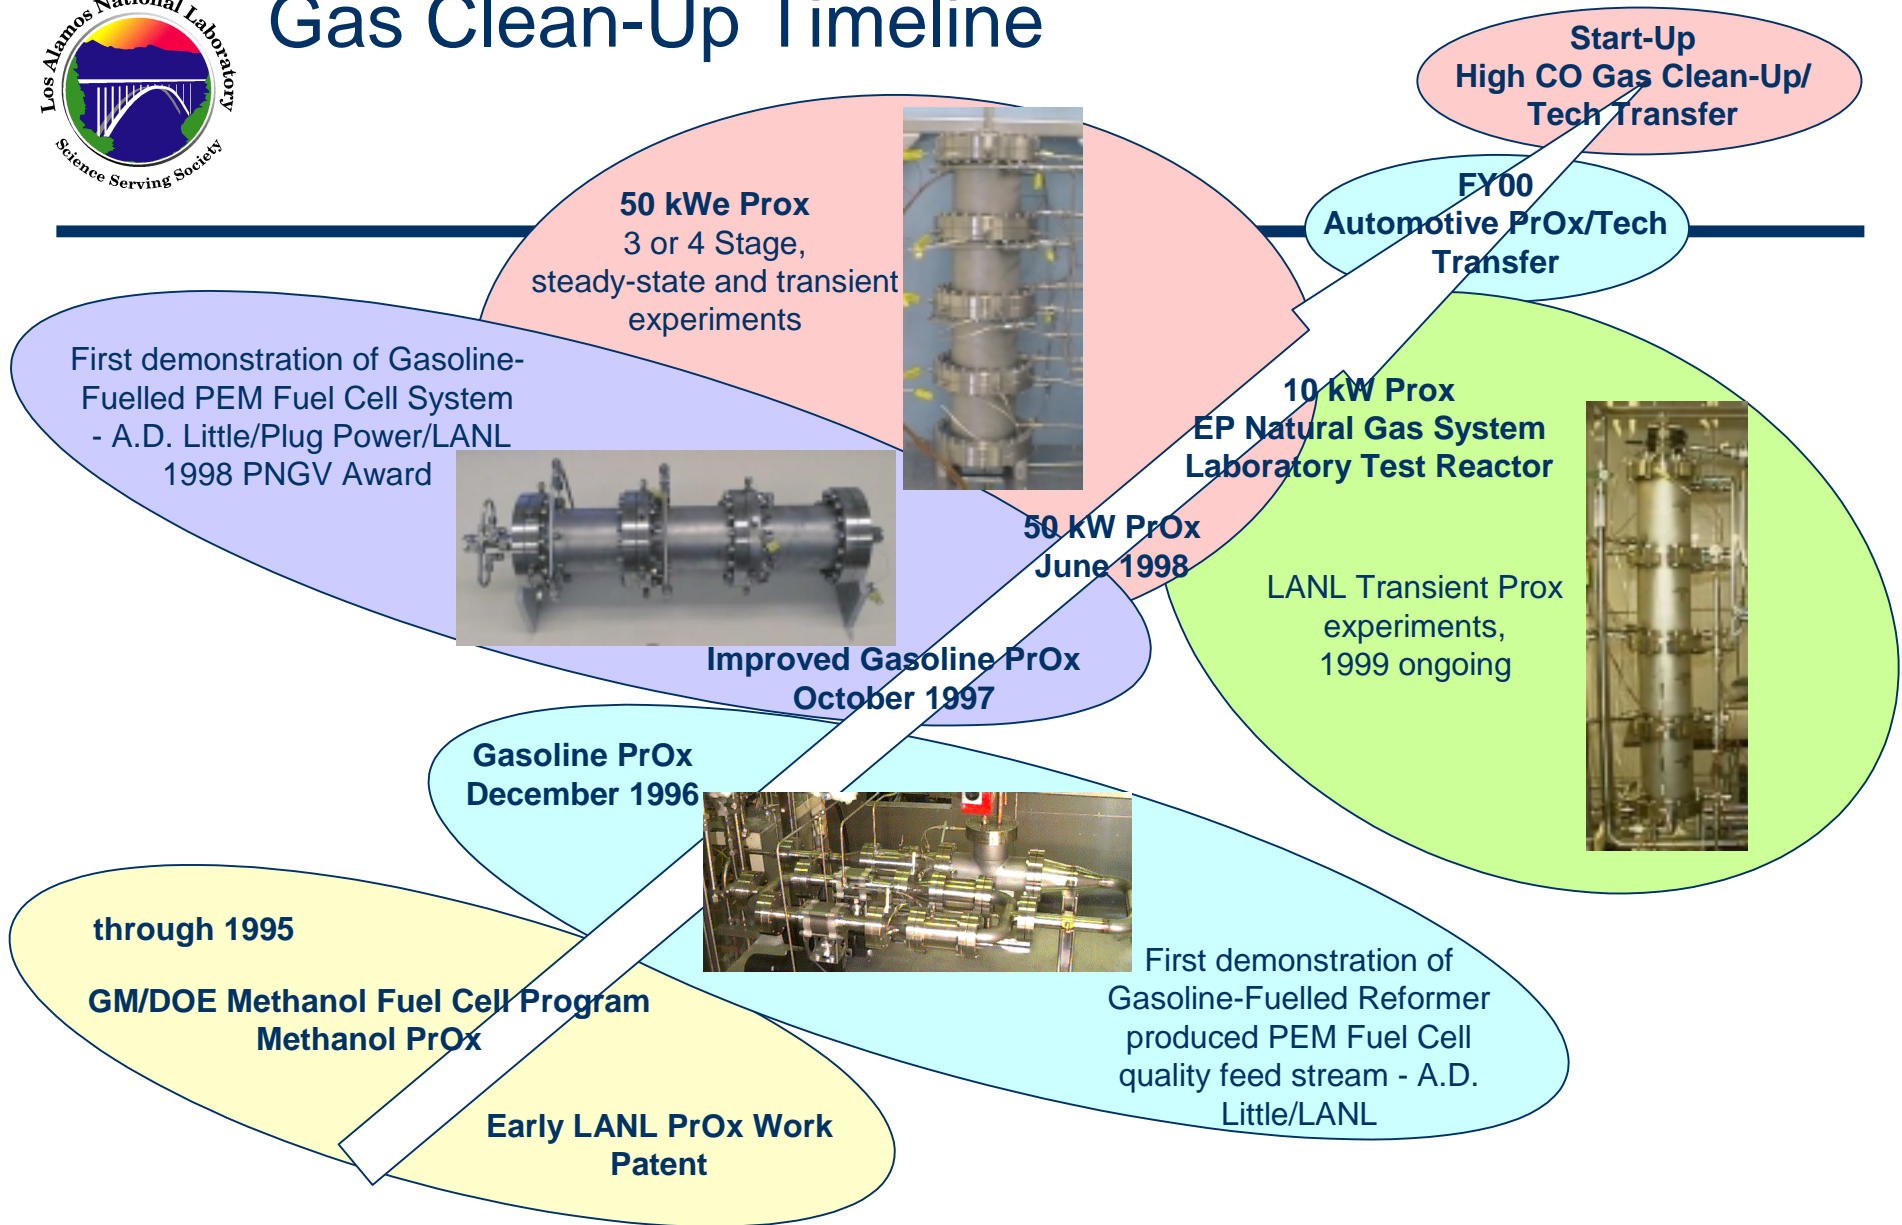 Los Alamos National Laboratory
Science Serving Society
Gas Clean-Up Timeline
Start-Up
High CO Gas Clean-Up/
Tech Transfer
FY00
Automotive PrOx/Tech
Transfer
50 kWe Prox
3 or 4 Stage,
steady-state and transient
experiments
First demonstration of Gasoline-
Fuelled PEM Fuel Cell System
- A.D. Little/Plug Power/LANL
1998 PNGV Award
10 kW Prox
EP Natural Gas System
Laboratory Test Reactor
50 kW PrOx
June 1998
LANL Transient Prox
experiments,
1999 ongoing
Improved Gasoline PrOx
October 1997
Gasoline PrOx
December 1996
through 1995
GM/DOE Methanol Fuel Cell Program
Methanol PrOx
First demonstration of
Gasoline-Fuelled Reformer
produced PEM Fuel Cell
quality feed stream - A.D.
Little/LANL
Early LANL PrOx Work
Patent